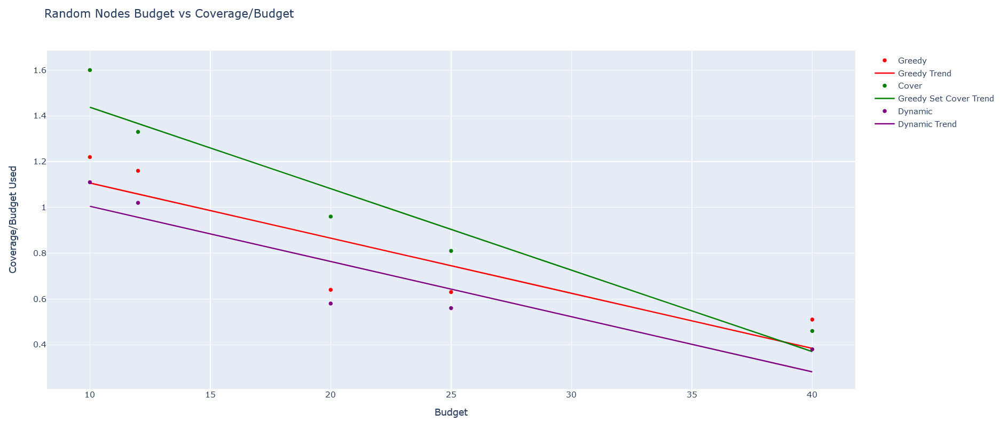 Random Nodes Budget vs Coverage/Budget
Greedy
Greedy Trend
Cover
Greedy Set Cover Trend
Dynamic
Dynamic Trend
Coverage/Budget Used
1.6
1.4
1.2
1
0.8
0.6
0.4
10 15 20 25 30 35 40
Budget